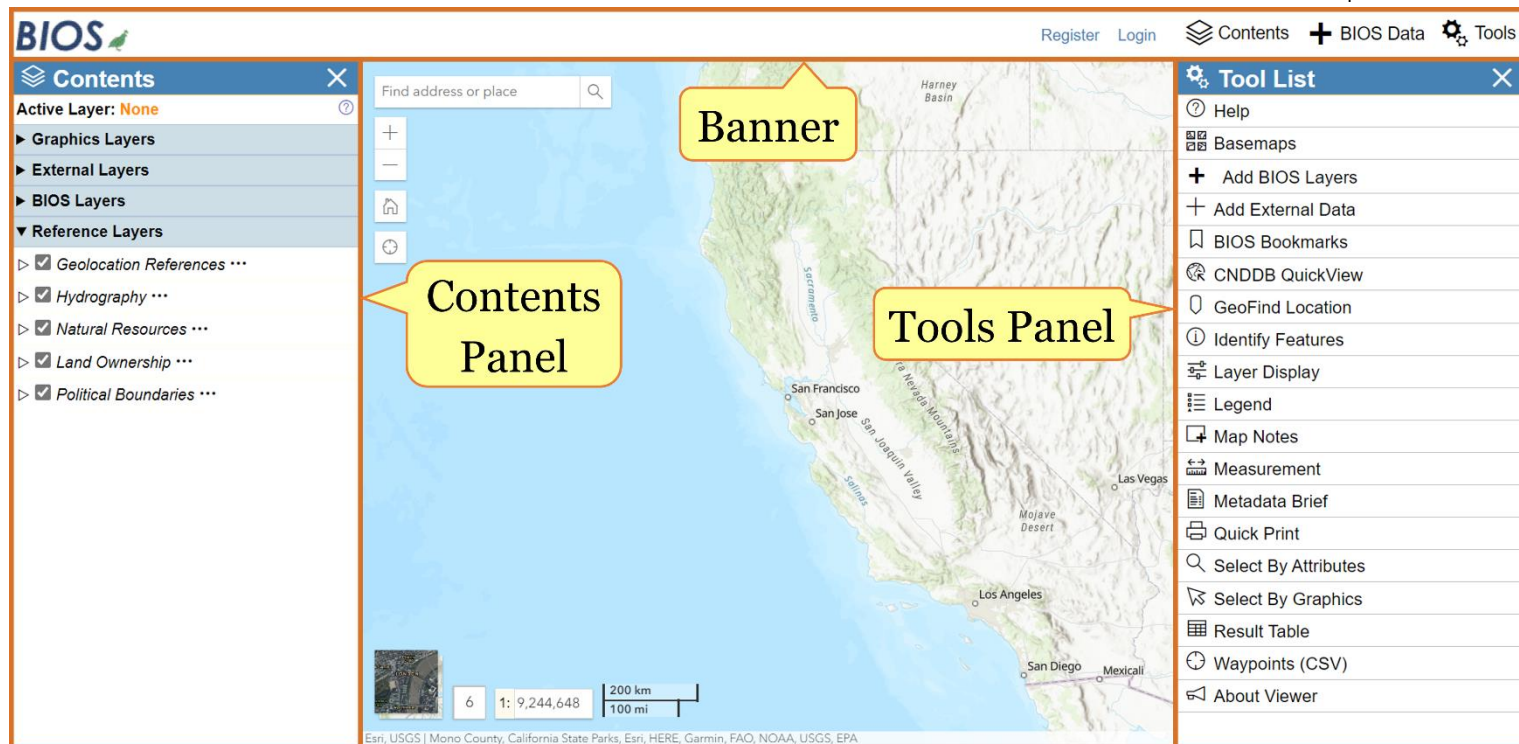 BIOS
Register Login Contents BIOS Data Tools
Contents
Active Layer: None
Graphics Layers
External Layers
BIOS Layers
Reference Layers
Geolocation References •••
Hydrography •••
Natural Resources •••
Land Ownership •••
Political Boundaries •••
Find address or place
Banner
Contents
Panel
Tools Panel
Harney
Basin
Sacramento
San Francisco
San Jose
San Joaquin Valley
Nevada Mountains
Salinas
Las Vegas
Mojave
Desert
Los Angeles
San Diego
Mexicali
6
1: 9,244,648
200 km
100 mi
Esri, USGS | Mono County, California State Parks, Esri, HERE, Garmin, FAO, NOAA, USGS, EPA
Tool List
Help
Basemaps
Add BIOS Layers
Add External Data
BIOS Bookmarks
CNDDB QuickView
GeoFind Location
Identify Features
Layer Display
Legend
Map Notes
Measurement
Metadata Brief
Quick Print
Select By Attributes
Select By Graphics
Result Table
Waypoints (CSV)
About Viewer